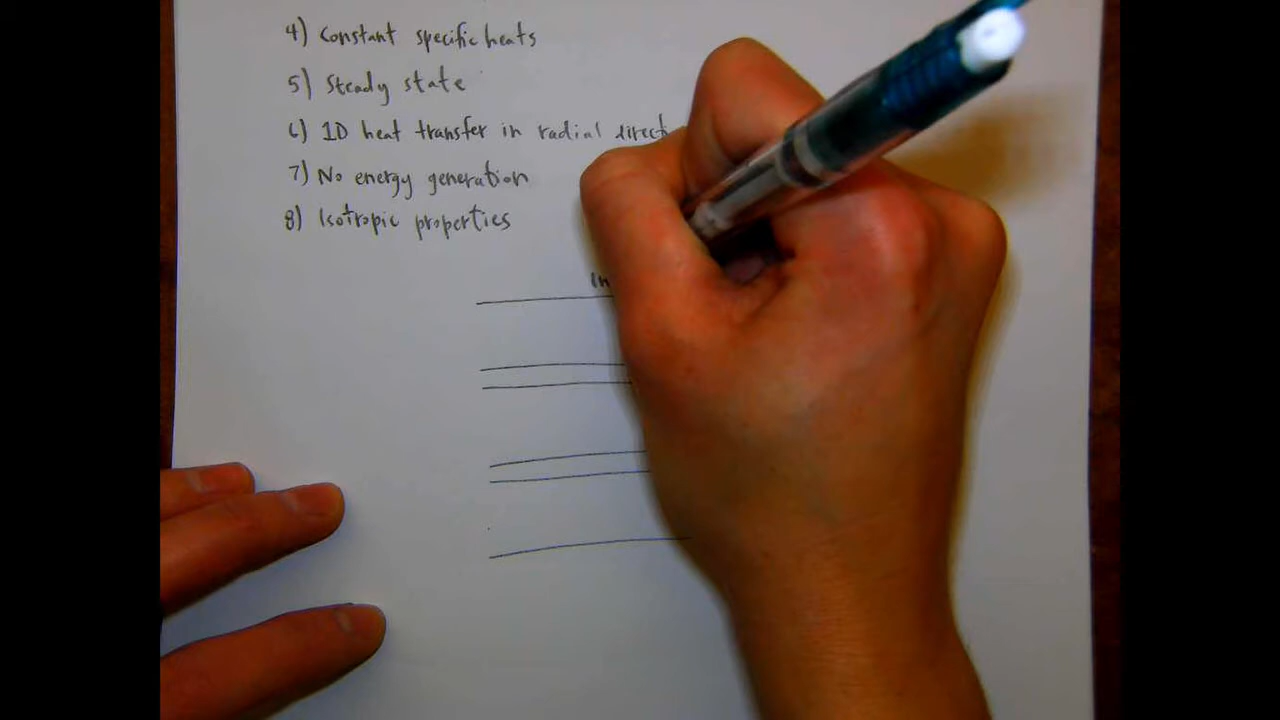 4) Constant specific heats
5) Steady state
6) 1D heat transfer in radial
7) No energy generation
8) Isotropic properties